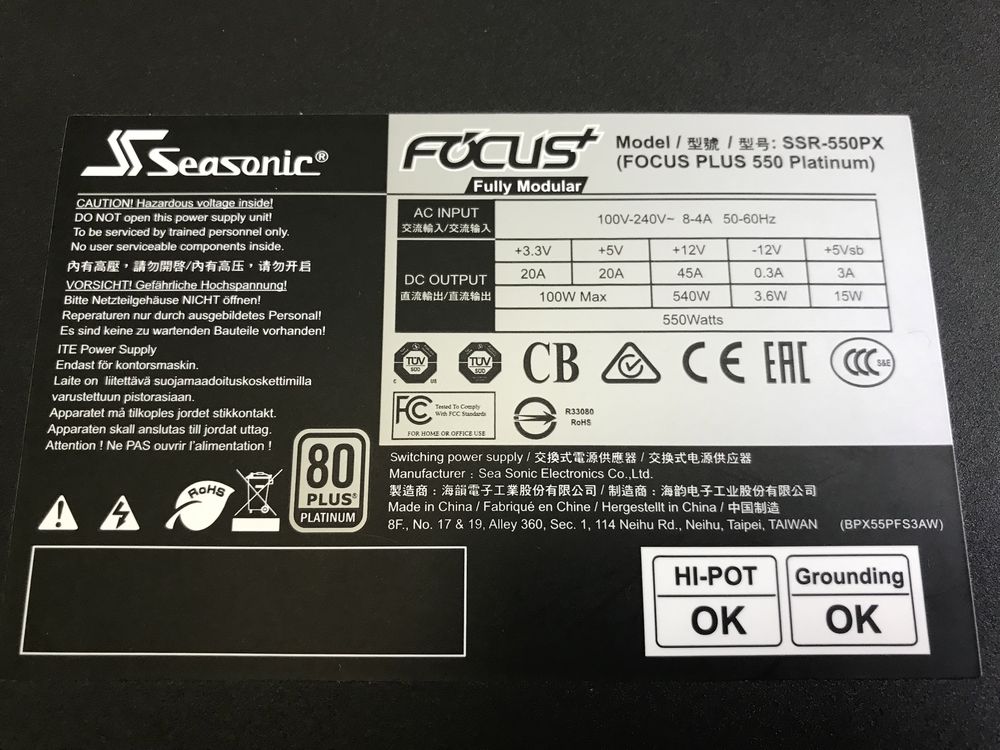 Seasonic®
CAUTION! Hazardous voltage inside!
DO NOT open this power supply unit!
To be serviced by trained personnel only.
No user serviceable components inside.
內有高壓，請勿開啓/内有高压，请勿开启
VORSICHT! Gefährliche Hochspannung!
Bitte Netzteilgehäuse NICHT öffnen!
Reperaturen nur durch ausgebildetes Personal!
Es sind keine zu wartenden Bauteile vorhanden!
ITE Power Supply
Endast för kontorsmaskin.
Laite on liitettävä suojamaadoituskoskettimilla
varustettuun pistorasiaan.
Apparatet må tilkoples jordet stikkontakt.
Apparaten skall anslutas till jordat uttag.
Attention ! Ne PAS ouvrir l'alimentation !
RoHS
80
PLUS®
PLATINUM
FOCUS+
Fully Modular
Model / 型號 / 型号: SSR-550PX
(FOCUS PLUS 550 Platinum)
AC INPUT
交流輸入/交流输入
100V-240V~ 8-4A 50-60Hz
DC OUTPUT
直流輸出/直流输出
+3.3V +5V +12V -12V +5Vsb
20A 20A 45A 0.3A 3A
100W Max 540W 3.6W 15W
550Watts
TÜV SÜD C US
TÜV SÜD
CB
CE
EAC
CCC S&E
FC Tested To Comply
With FCC Standards
FOR HOME OR OFFICE USE
R33080
RoHS
Switching power supply / 交換式電源供應器 / 交换式电源供应器
Manufacturer : Sea Sonic Electronics Co.,Ltd.
製造商：海韻電子工業股份有限公司 / 制造商：海韵电子工业股份有限公司
Made in China / Fabriqué en Chine / Hergestellt in China / 中国制造
8F., No. 17 & 19, Alley 360, Sec. 1, 114 Neihu Rd., Neihu, Taipei, TAIWAN (BPX55PFS3AW)
HI-POT
OK
Grounding
OK